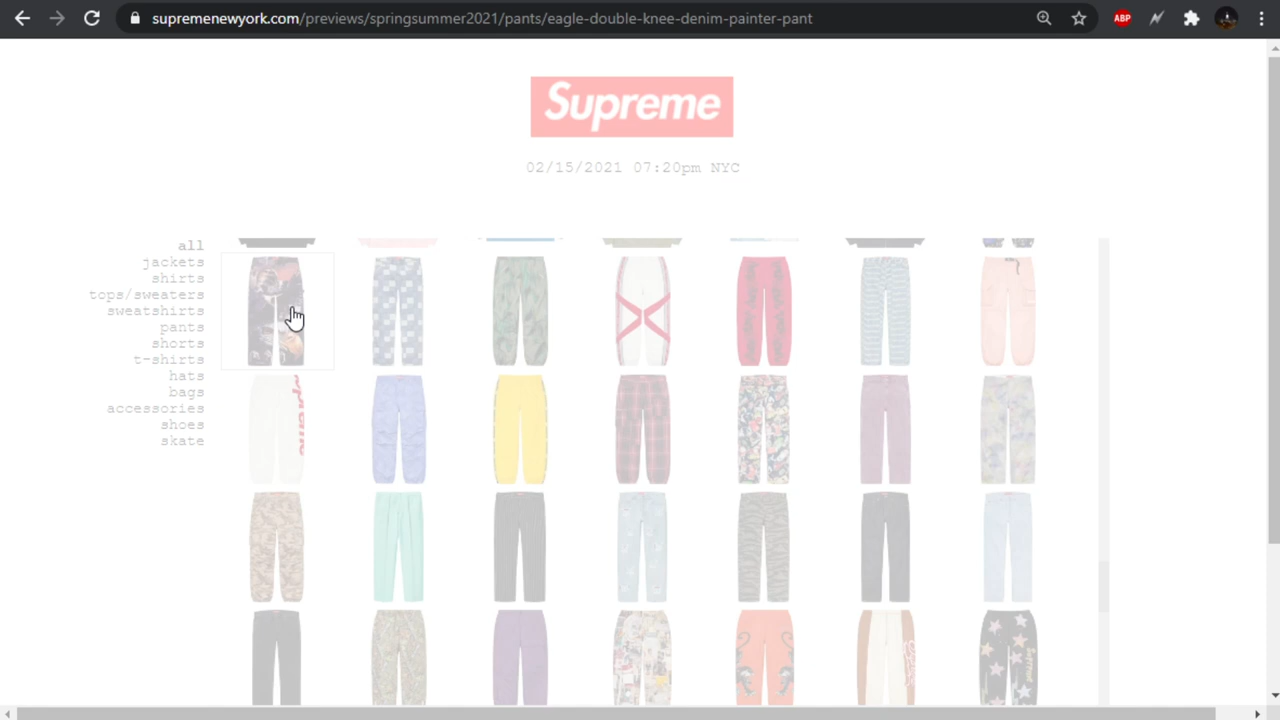 supremenewyork.com/previews/springsummer2021/pants/eagle-double-knee-denim-painter-pant
ABP
Supreme
02/15/2021 07:20pm NYC
all
jackets
shirts
tops/sweaters
sweatshirts
pants
shorts
t-shirts
hats
bags
accessories
shoes
skate